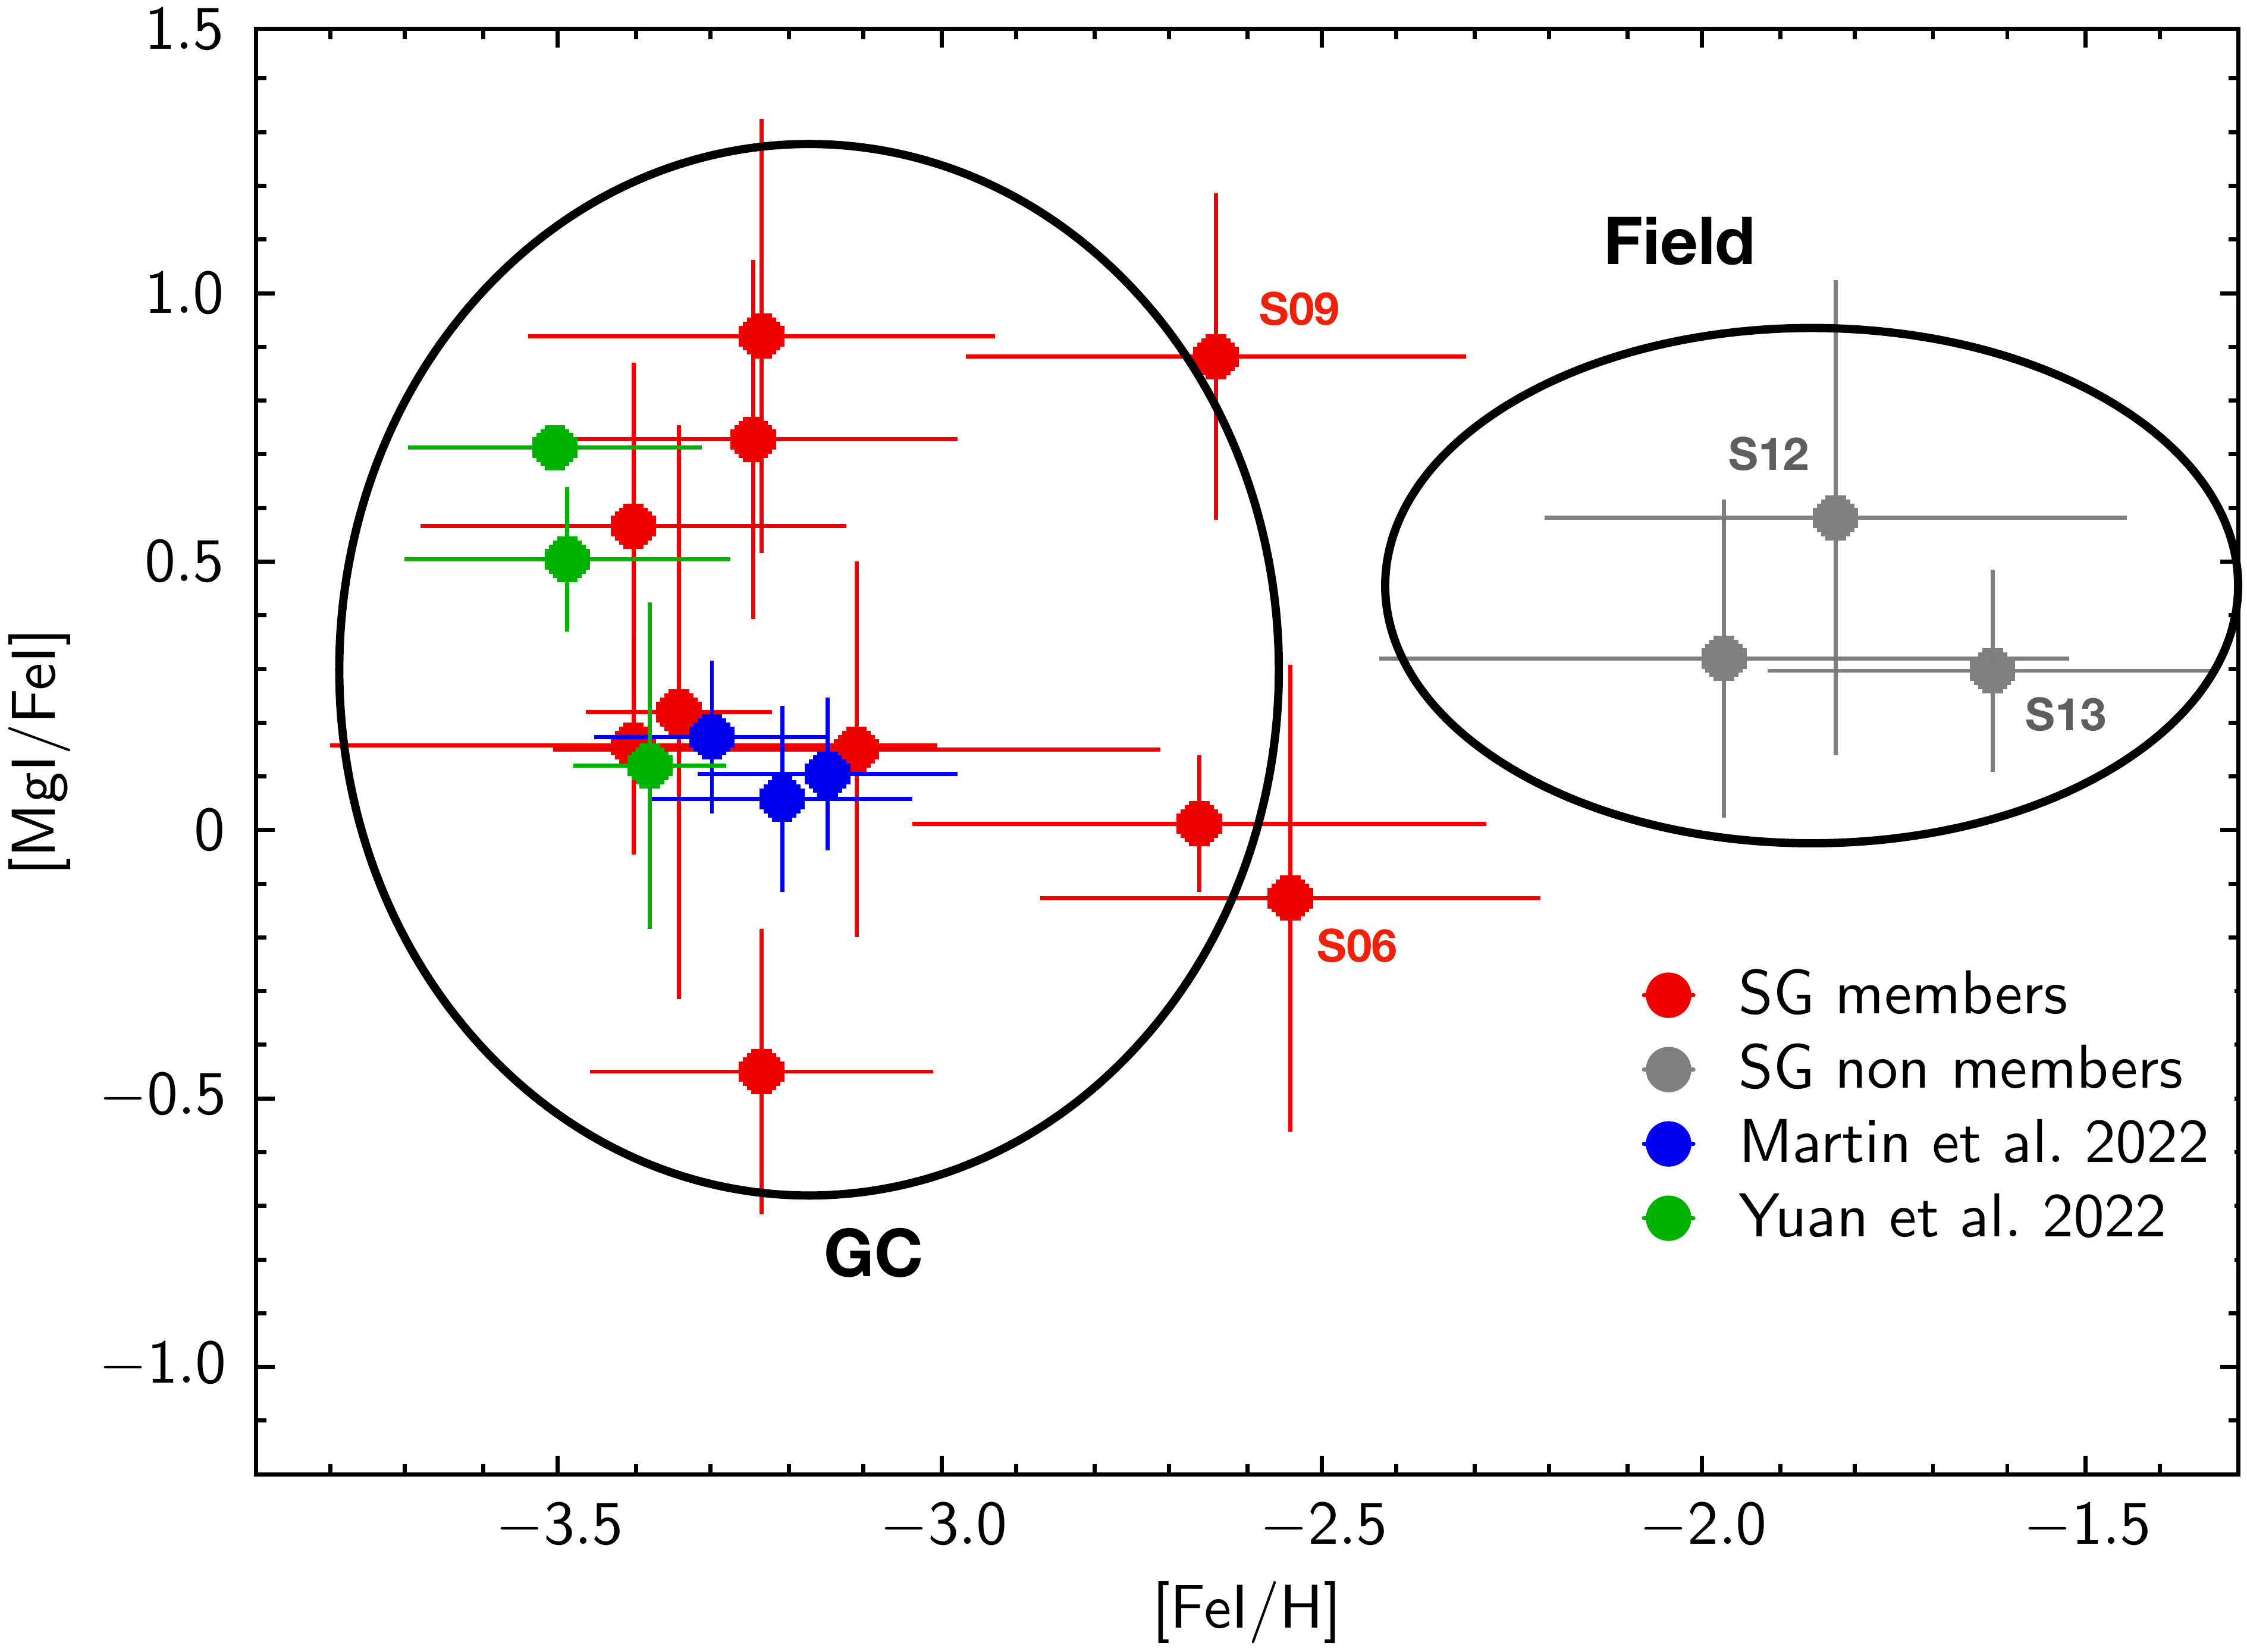 1.5
1.0
0.5
0
−0.5
−1.0
[MgI/FeI]
Field
S09
S12
S13
S06
SG members
SG non members
Martin et al. 2022
Yuan et al. 2022
GC
−3.5 −3.0 −2.5 −2.0 −1.5
[FeI/H]